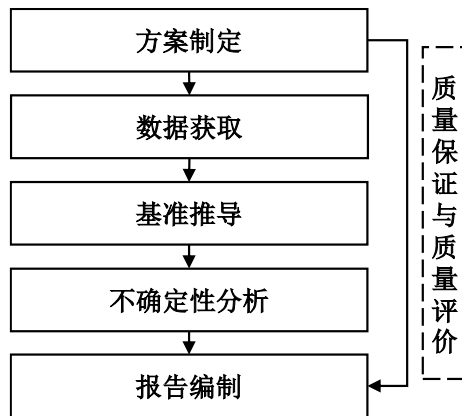 方案制定
数据获取
基准推导
不确定性分析
报告编制
质量保证与质量评价